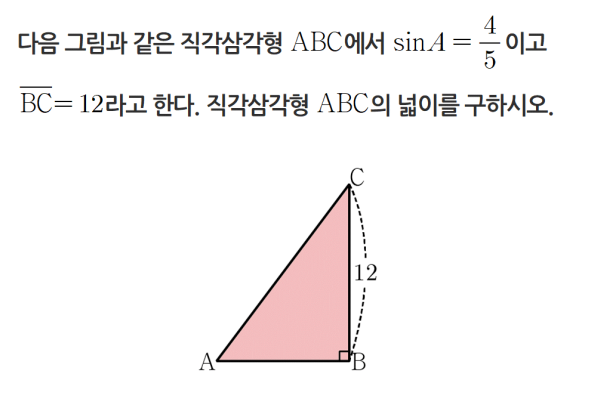 다음 그림과 같은 직각삼각형 ABC에서 sinA = 4/5 이고
BC = 12라고 한다. 직각삼각형 ABC의 넓이를 구하시오.
C
12
A
B